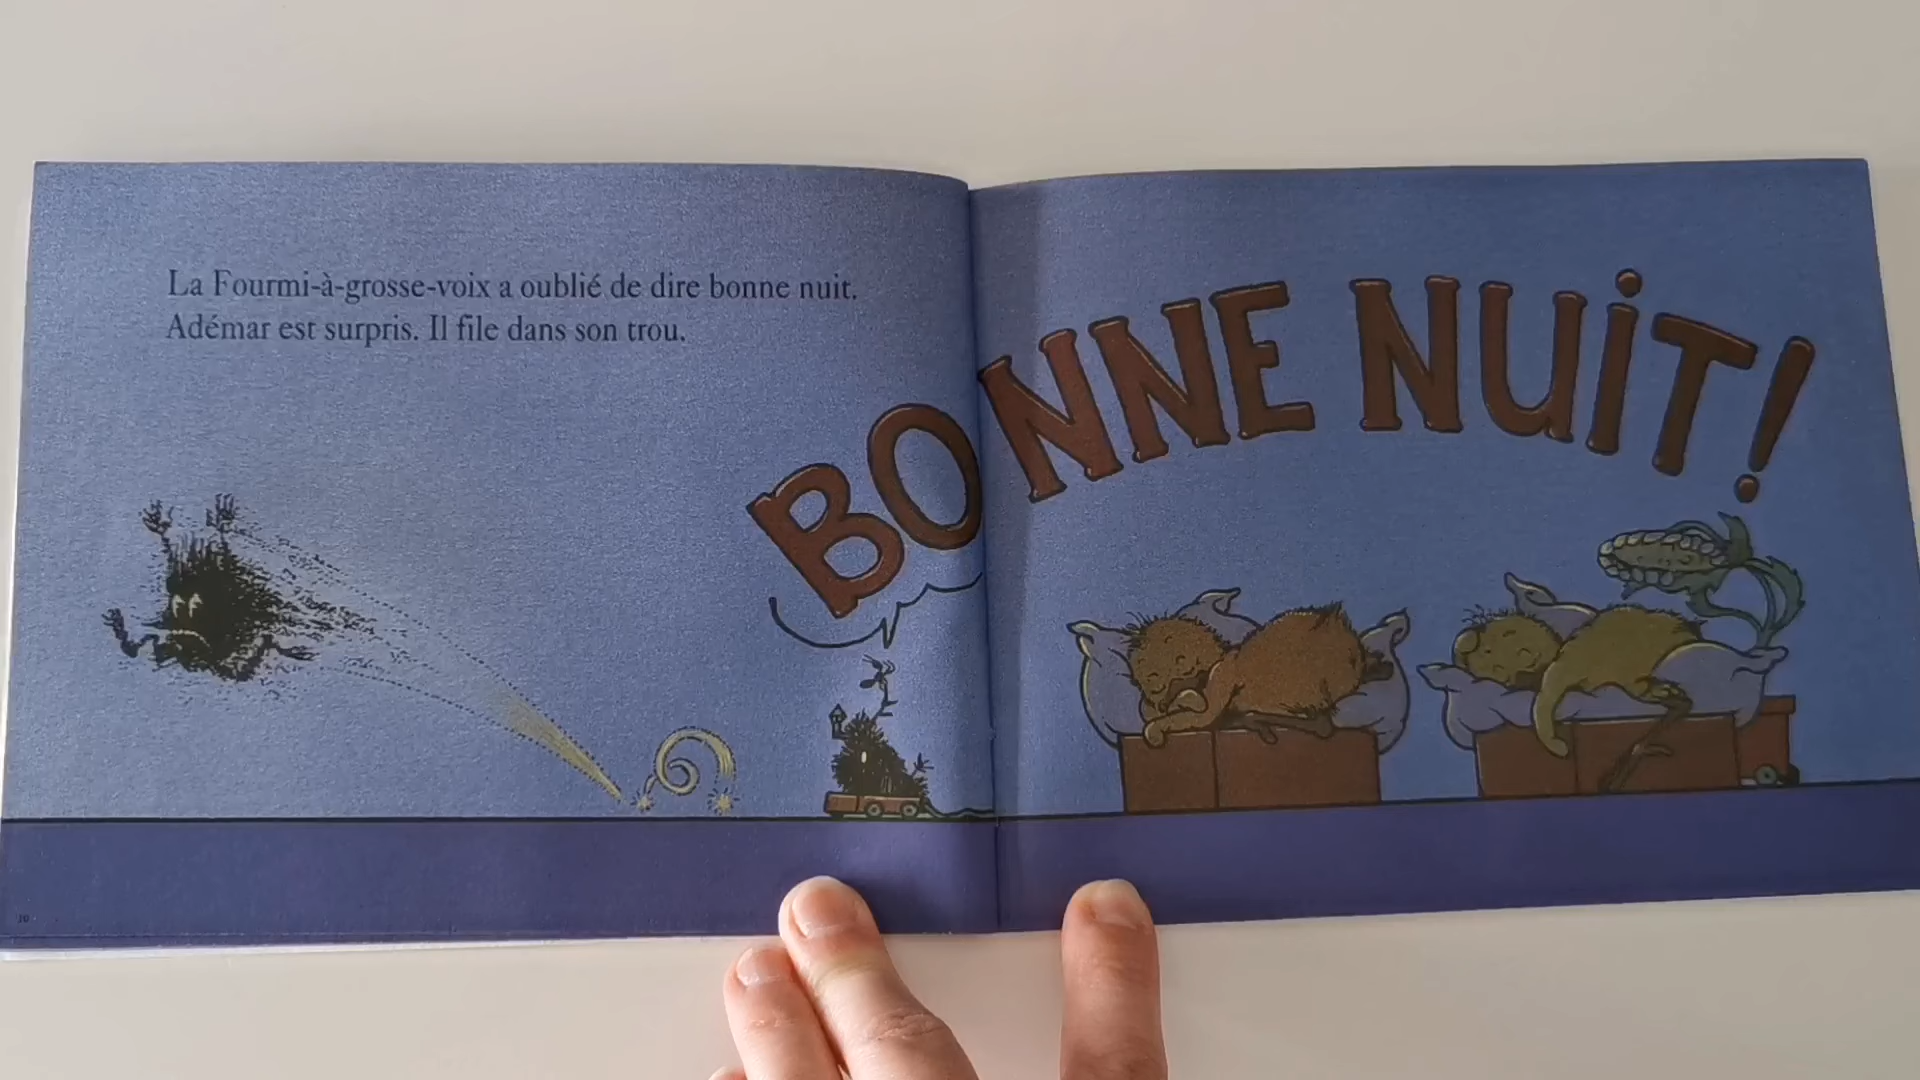 La Fourmi-à-grosse-voix a oublié de dire bonne nuit.
Adémar est surpris. Il file dans son trou.
BONNE NUiT!